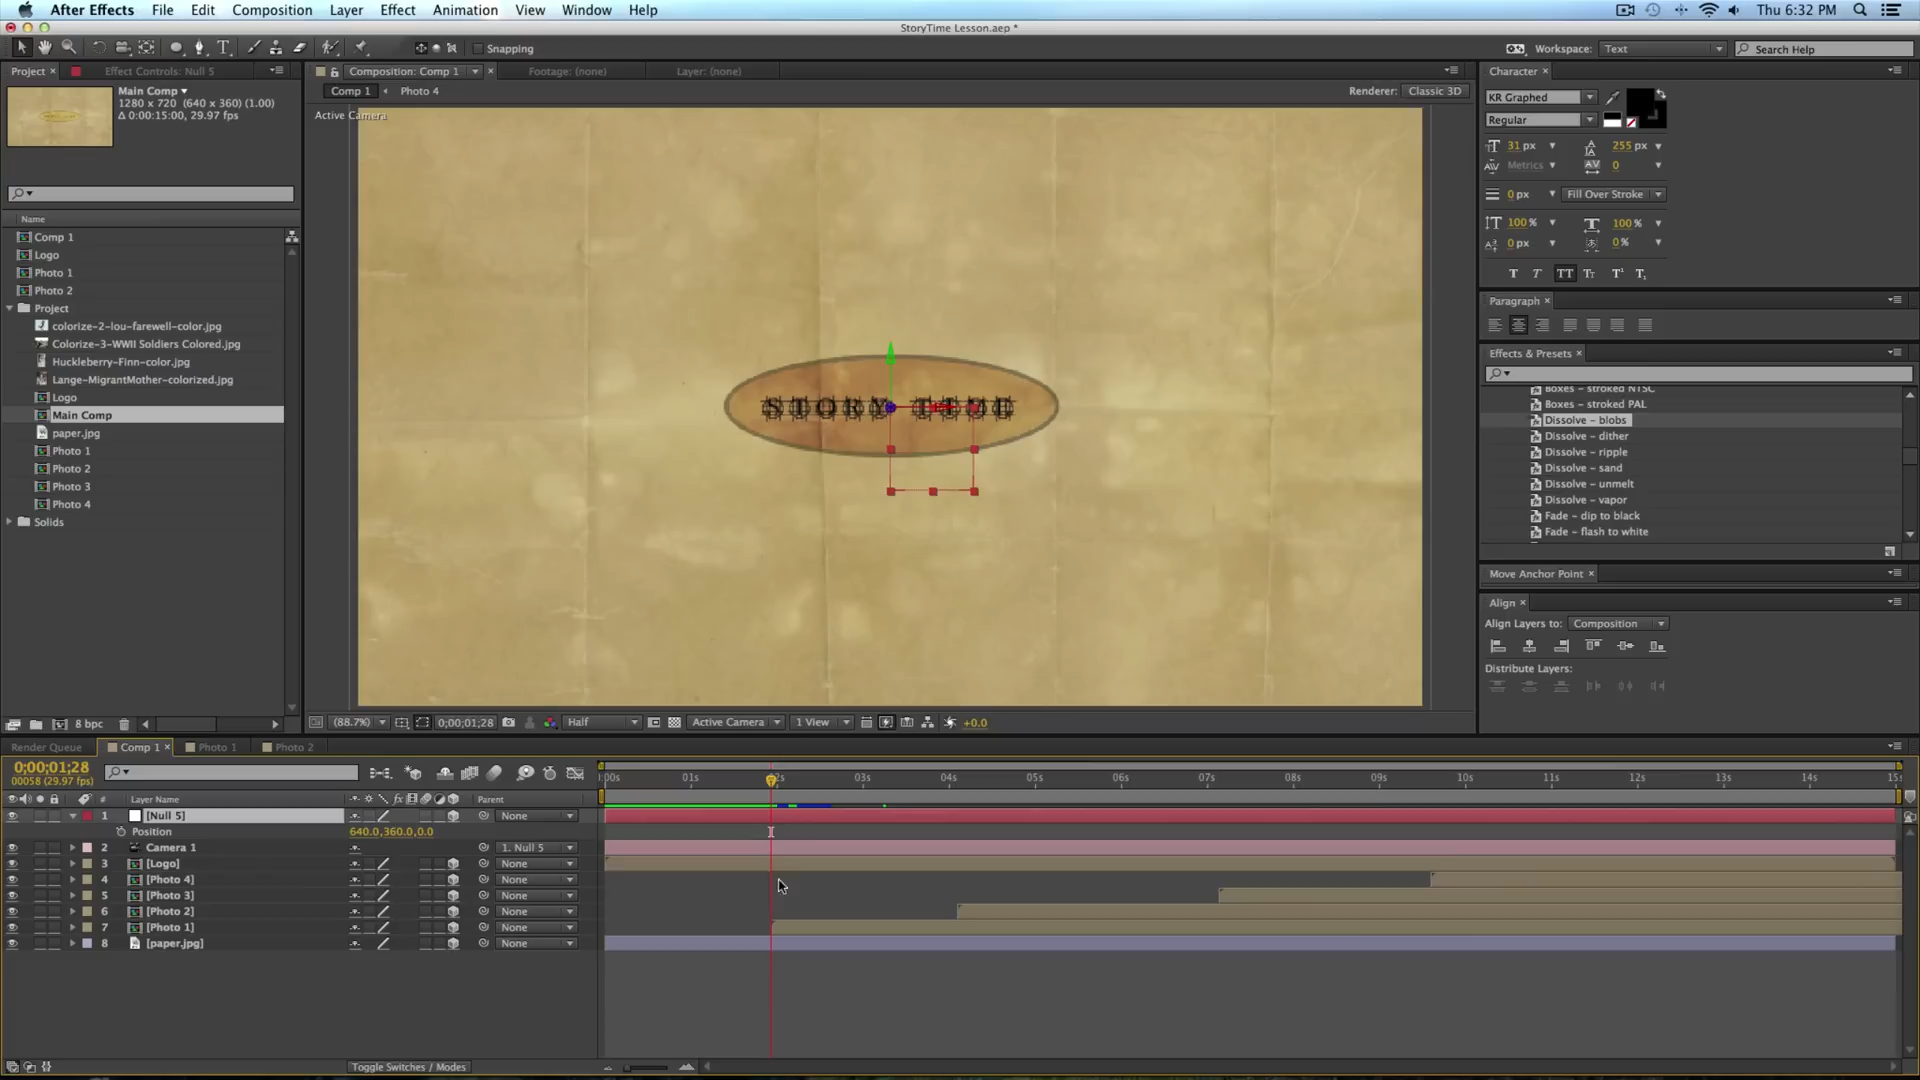 After Effects File Edit Composition Layer Effect Animation View Window Help Thu 6:32 PM
StoryTime Lesson.aep *
Snapping Workspace: Text Search Help
Project × Effect Controls: Null 5
Main Comp
1280 x 720 (640 x 360) (1.00)
Δ 0:00:15:00, 29.97 fps
Name
Comp 1
Logo
Photo 1
Photo 2
Project
colorize-2-lou-farewell-color.jpg
Colorize-3-WWII Soldiers Colored.jpg
Huckleberry-Finn-color.jpg
Lange-MigrantMother-colorized.jpg
Logo
Main Comp
paper.jpg
Photo 1
Photo 2
Photo 3
Photo 4
Solids
8 bpc
Composition: Comp 1 × Footage: (none) Layer: (none)
Comp 1 Photo 4 Renderer: Classic 3D
Active Camera
STORY TIME
(88.7%) 0;00;01;28 Half Active Camera 1 View +0.0
Character ×
KR Graphed
Regular
31 px 255 px
Metrics 0
0 px Fill Over Stroke
100 % 100 %
0 px 0 %
T T TT Tt T¹ T₁
Paragraph ×
Effects & Presets ×
Boxes - stroked NTSC
Boxes - stroked PAL
Dissolve - blobs
Dissolve - dither
Dissolve - ripple
Dissolve - sand
Dissolve - unmelt
Dissolve - vapor
Fade - dip to black
Fade - flash to white
Move Anchor Point ×
Align ×
Align Layers to: Composition
Distribute Layers:
Render Queue Comp 1 × Photo 1 Photo 2
0;00;01;28
00058 (29.97 fps)
:00s 01s 2s 03s 04s 05s 06s 07s 08s 09s 10s 11s 12s 13s 14s 15s
# Layer Name fx Parent
1 [Null 5] None
Position 640.0,360.0,0.0
2 Camera 1 1. Null 5
3 [Logo] None
4 [Photo 4] None
5 [Photo 3] None
6 [Photo 2] None
7 [Photo 1] None
8 [paper.jpg] None
Toggle Switches / Modes